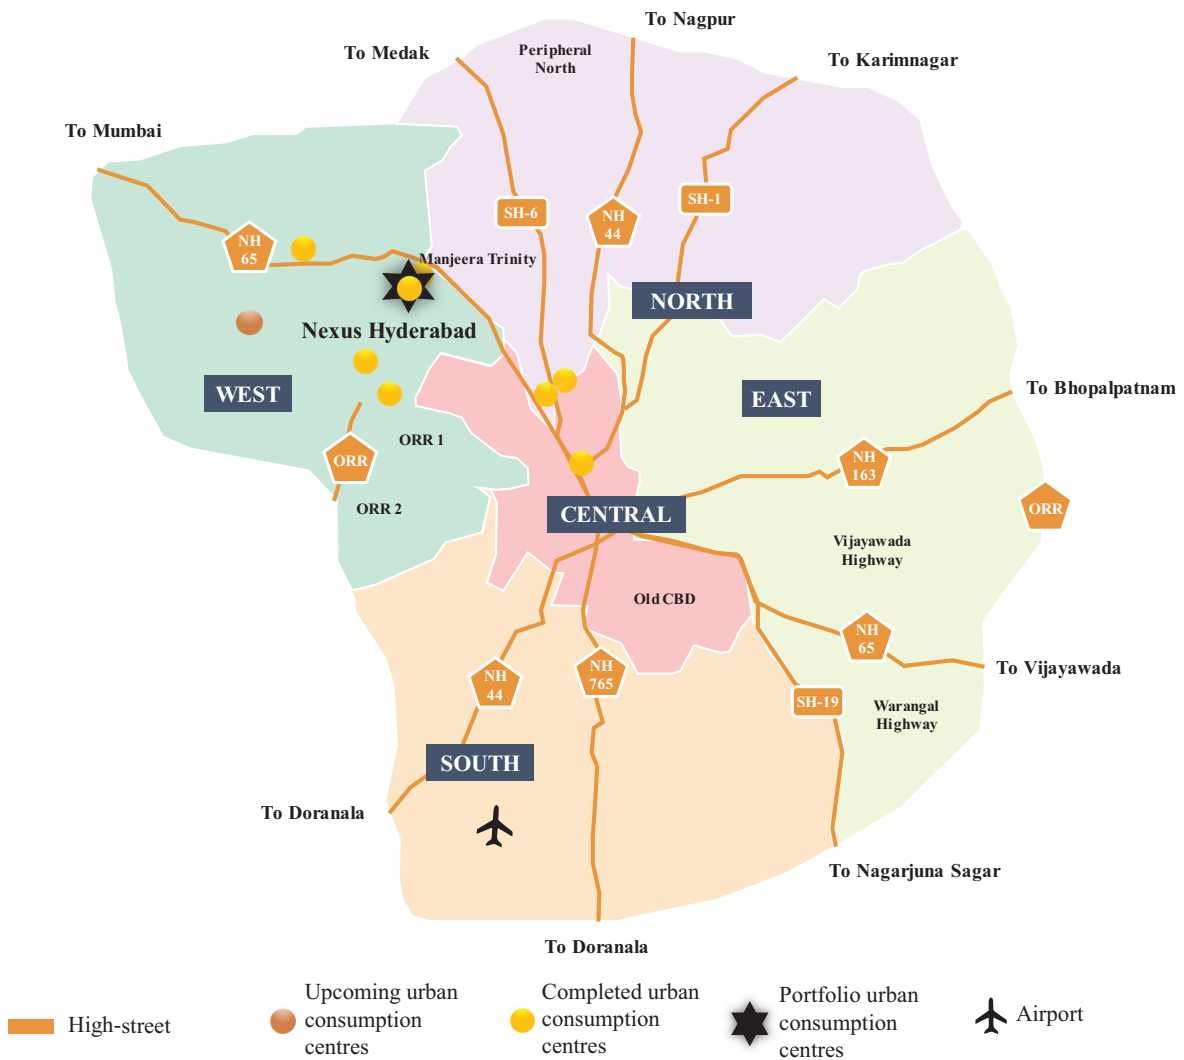 To Nagpur
To Medak
Peripheral
North
To Karimnagar
To Mumbai
SH-6
NH
44
SH-1
NH
65
Manjeera Trinity
NORTH
Nexus Hyderabad
WEST
EAST
To Bhopalpatnam
ORR 1
ORR
NH
163
ORR 2
CENTRAL
ORR
Vijayawada
Highway
Old CBD
NH
65
To Vijayawada
NH
44
NH
765
SH-19
Warangal
Highway
SOUTH
To Doranala
To Nagarjuna Sagar
To Doranala
High-street
Upcoming urban
consumption
centres
Completed urban
consumption
centres
Portfolio urban
consumption
centres
Airport